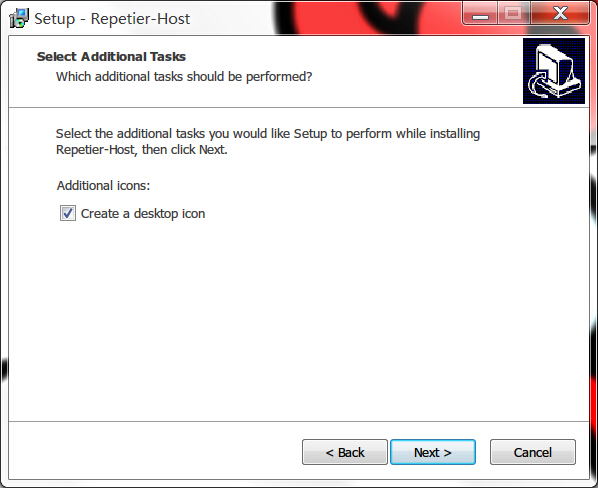 Setup - Repetier-Host
Select Additional Tasks
Which additional tasks should be performed?
Select the additional tasks you would like Setup to perform while installing
Repetier-Host, then click Next.
Additional icons:
Create a desktop icon
< Back
Next >
Cancel